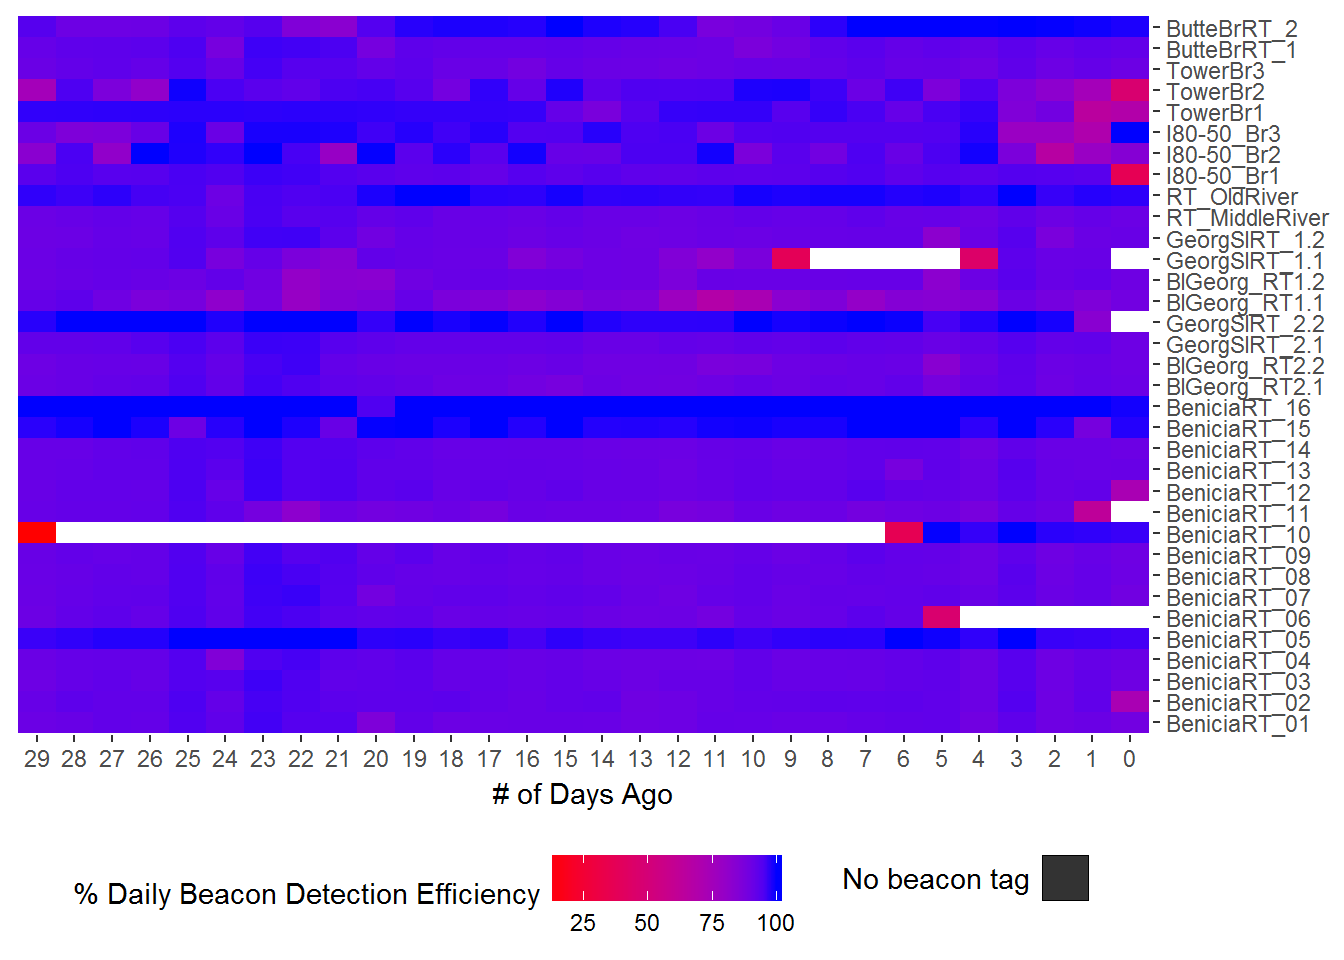 ButteBrRT_2
ButteBrRT_1
TowerBr3
TowerBr2
TowerBr1
I80-50_Br3
I80-50_Br2
I80-50_Br1
RT_OldRiver
RT_MiddleRiver
GeorgSlRT_1.2
GeorgSlRT_1.1
BlGeorg_RT1.2
BlGeorg_RT1.1
GeorgSlRT_2.2
GeorgSlRT_2.1
BlGeorg_RT2.2
BlGeorg_RT2.1
BeniciaRT_16
BeniciaRT_15
BeniciaRT_14
BeniciaRT_13
BeniciaRT_12
BeniciaRT_11
BeniciaRT_10
BeniciaRT_09
BeniciaRT_08
BeniciaRT_07
BeniciaRT_06
BeniciaRT_05
BeniciaRT_04
BeniciaRT_03
BeniciaRT_02
BeniciaRT_01
29 28 27 26 25 24 23 22 21 20 19 18 17 16 15 14 13 12 11 10 9 8 7 6 5 4 3 2 1 0
# of Days Ago
% Daily Beacon Detection Efficiency
25 50 75 100
No beacon tag